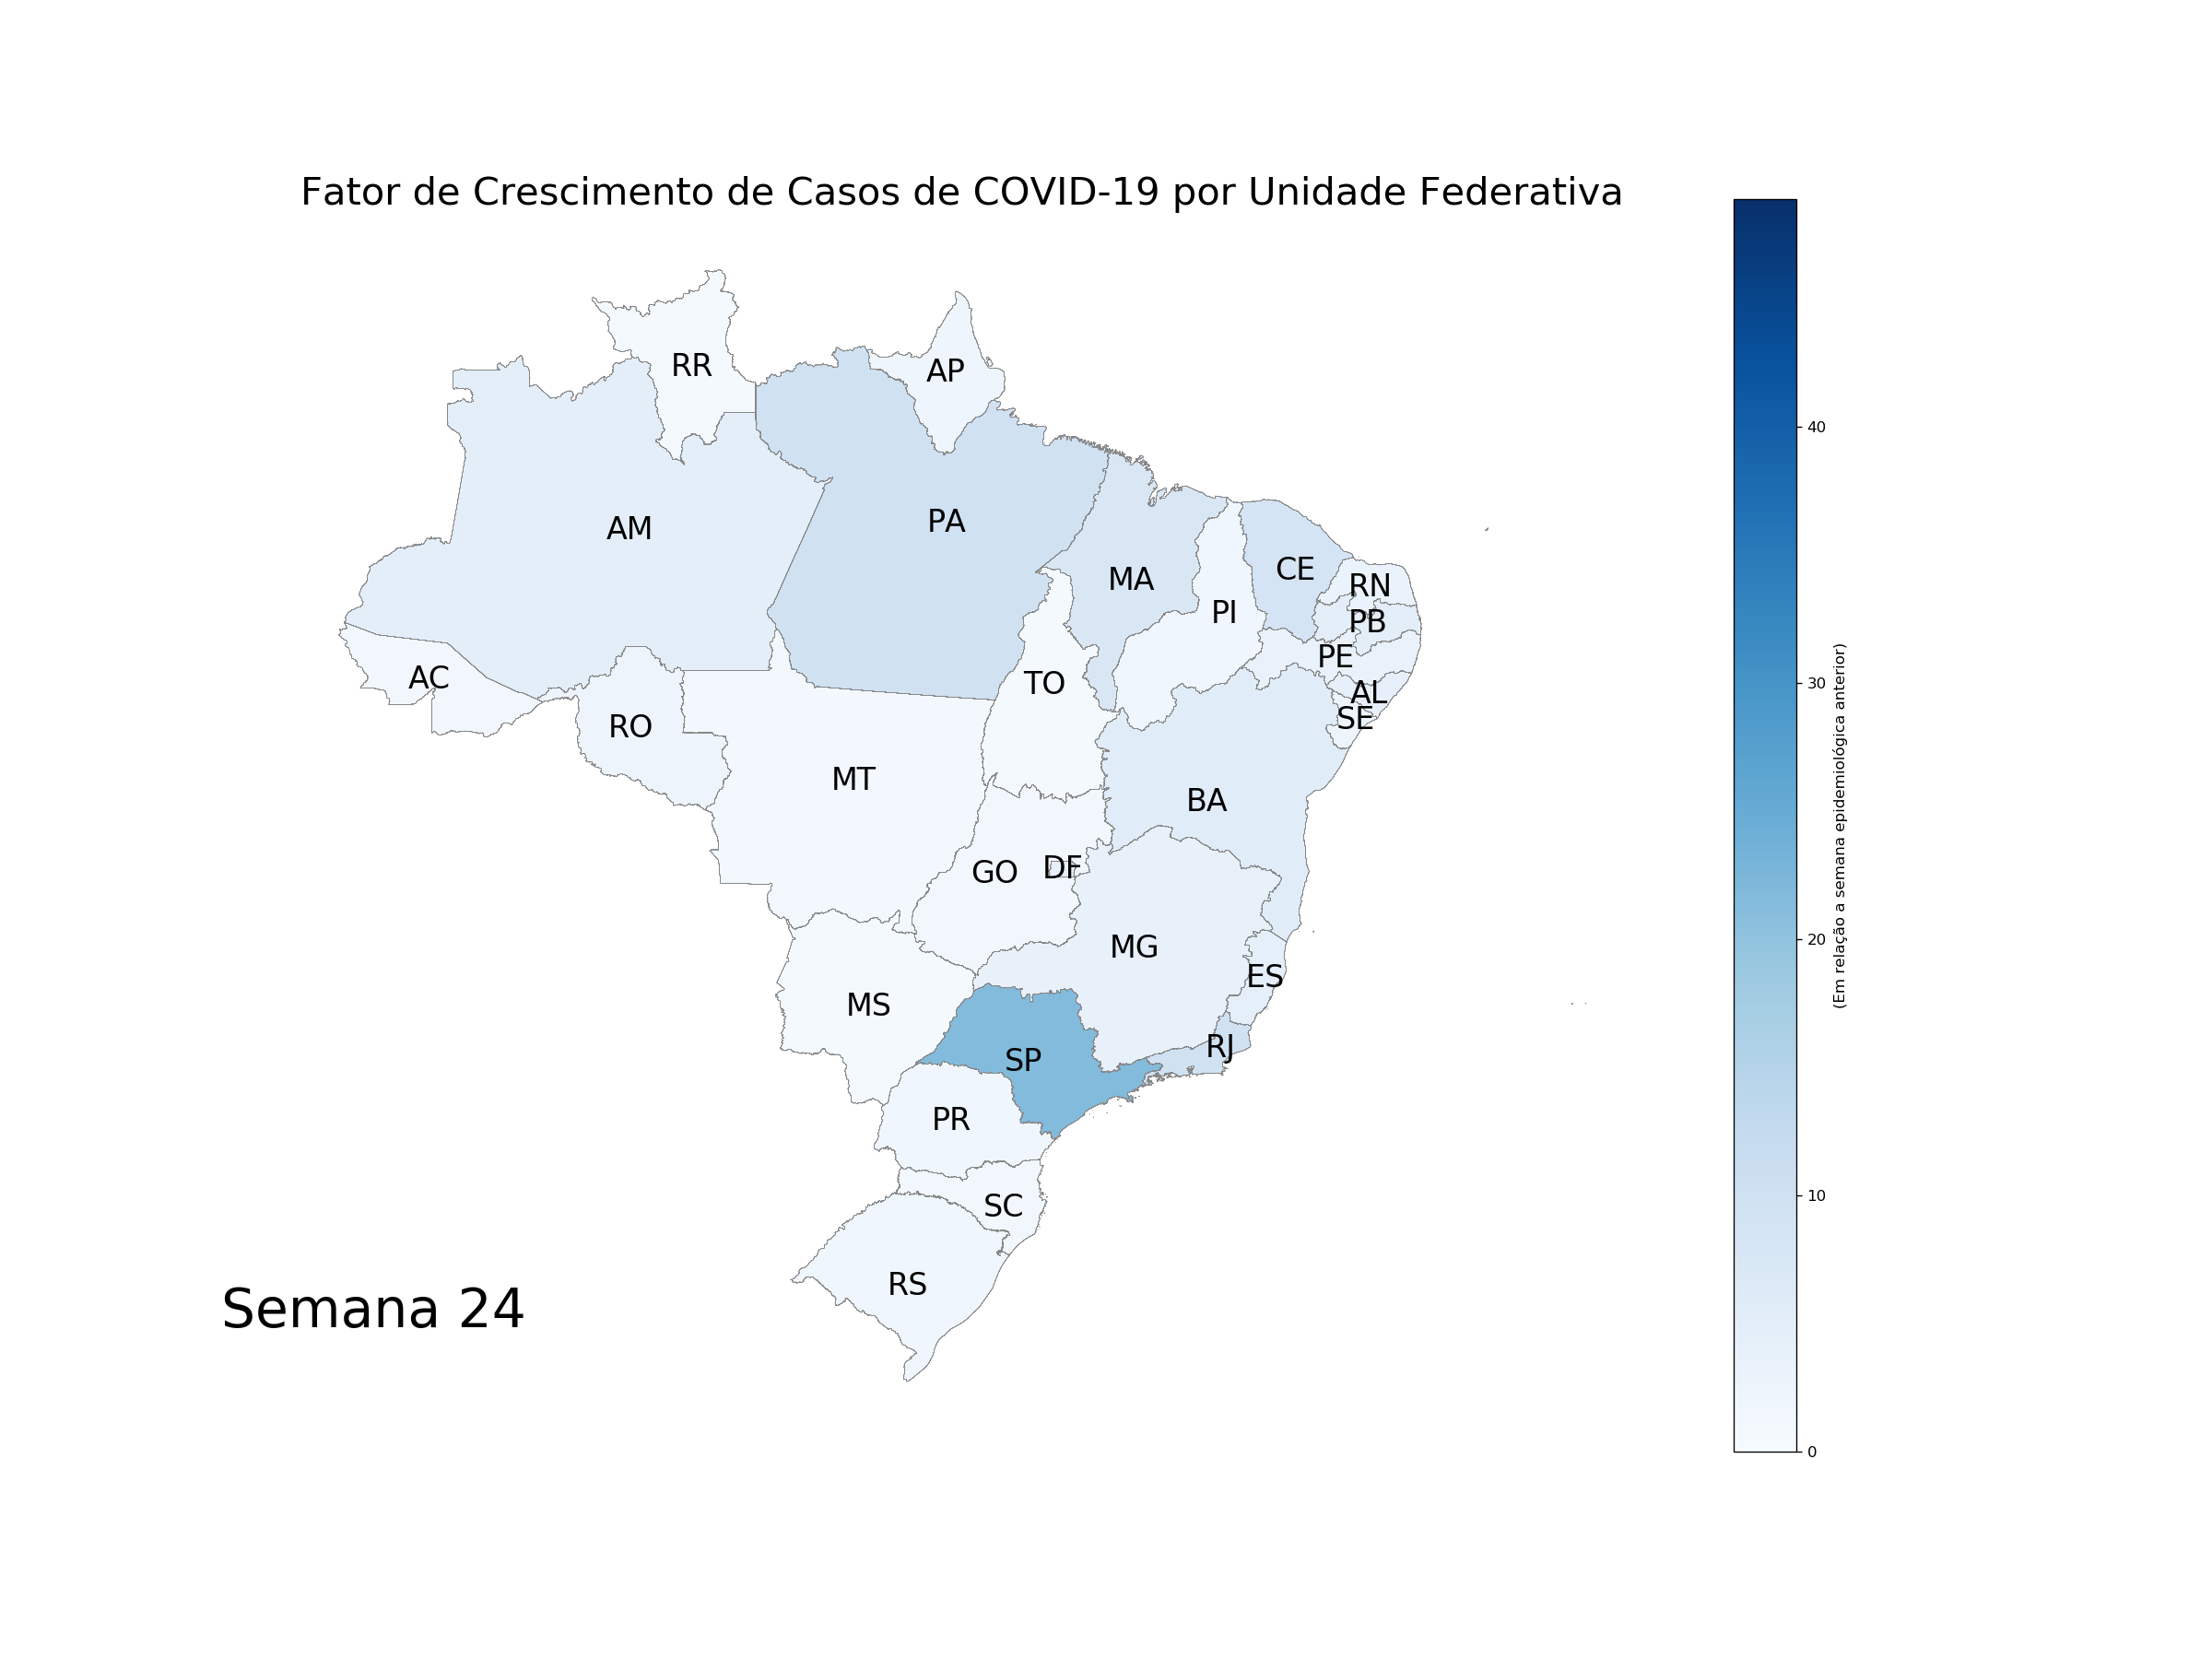 Fator de Crescimento de Casos de COVID-19 por Unidade Federativa
RR
AP
40
AM
PA
CE
MA
RN
PI
PB
PE
AC
TO
30
AL
SE
RO
MT
BA
DF
GO
20
MG
ES
MS
RJ
SP
PR
10
SC
RS
Semana 24
0
(Em relação a semana epidemiológica anterior)